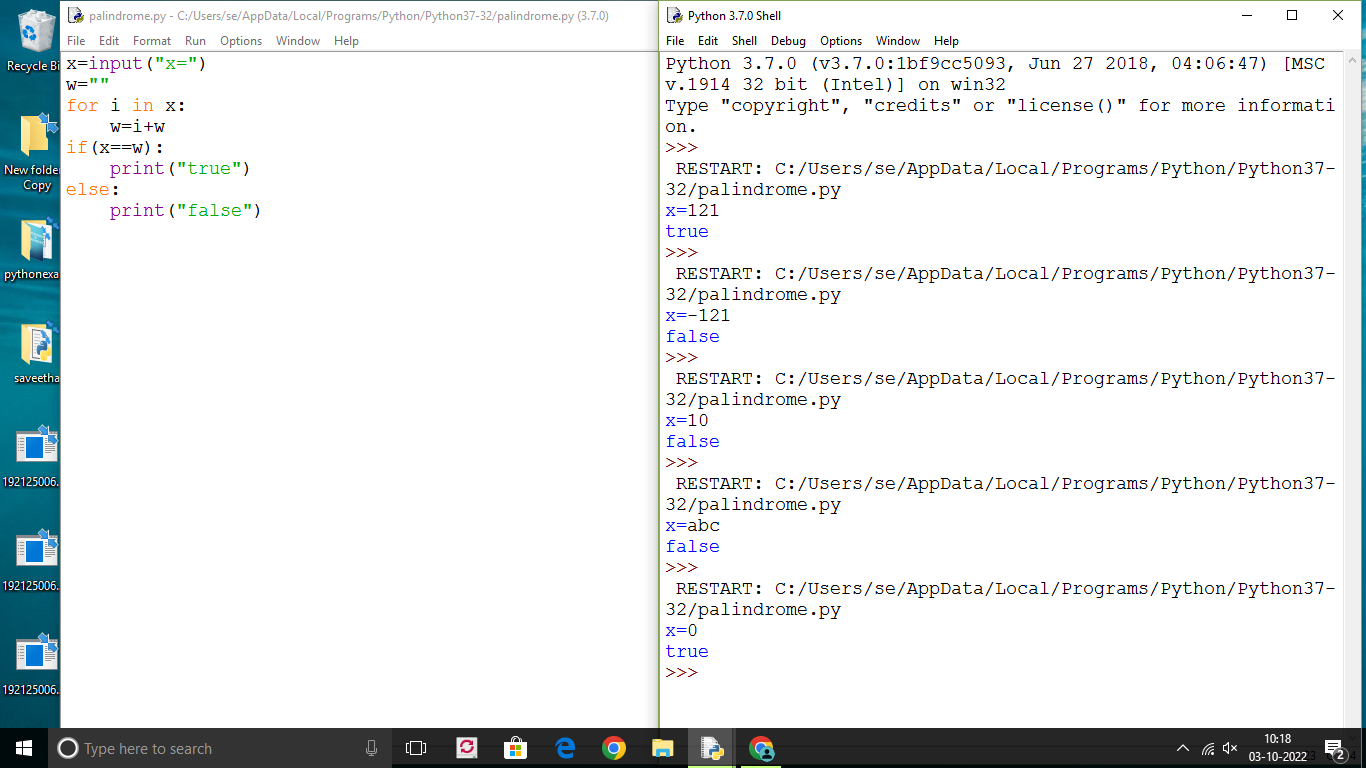 Recycle Bi
New folde
Copy
pythonexa
saveetha
192125006.
192125006.
192125006.
palindrome.py - C:/Users/se/AppData/Local/Programs/Python/Python37-32/palindrome.py (3.7.0)
File Edit Format Run Options Window Help
x=input("x=")
w=""
for i in x:
    w=i+w
if(x==w):
    print("true")
else:
    print("false")
Python 3.7.0 Shell
File Edit Shell Debug Options Window Help
Python 3.7.0 (v3.7.0:1bf9cc5093, Jun 27 2018, 04:06:47) [MSC
v.1914 32 bit (Intel)] on win32
Type "copyright", "credits" or "license()" for more informati
on.
>>>
 RESTART: C:/Users/se/AppData/Local/Programs/Python/Python37-
32/palindrome.py
x=121
true
>>>
 RESTART: C:/Users/se/AppData/Local/Programs/Python/Python37-
32/palindrome.py
x=-121
false
>>>
 RESTART: C:/Users/se/AppData/Local/Programs/Python/Python37-
32/palindrome.py
x=10
false
>>>
 RESTART: C:/Users/se/AppData/Local/Programs/Python/Python37-
32/palindrome.py
x=abc
false
>>>
 RESTART: C:/Users/se/AppData/Local/Programs/Python/Python37-
32/palindrome.py
x=0
true
>>>
Type here to search
10:18
03-10-2022
2